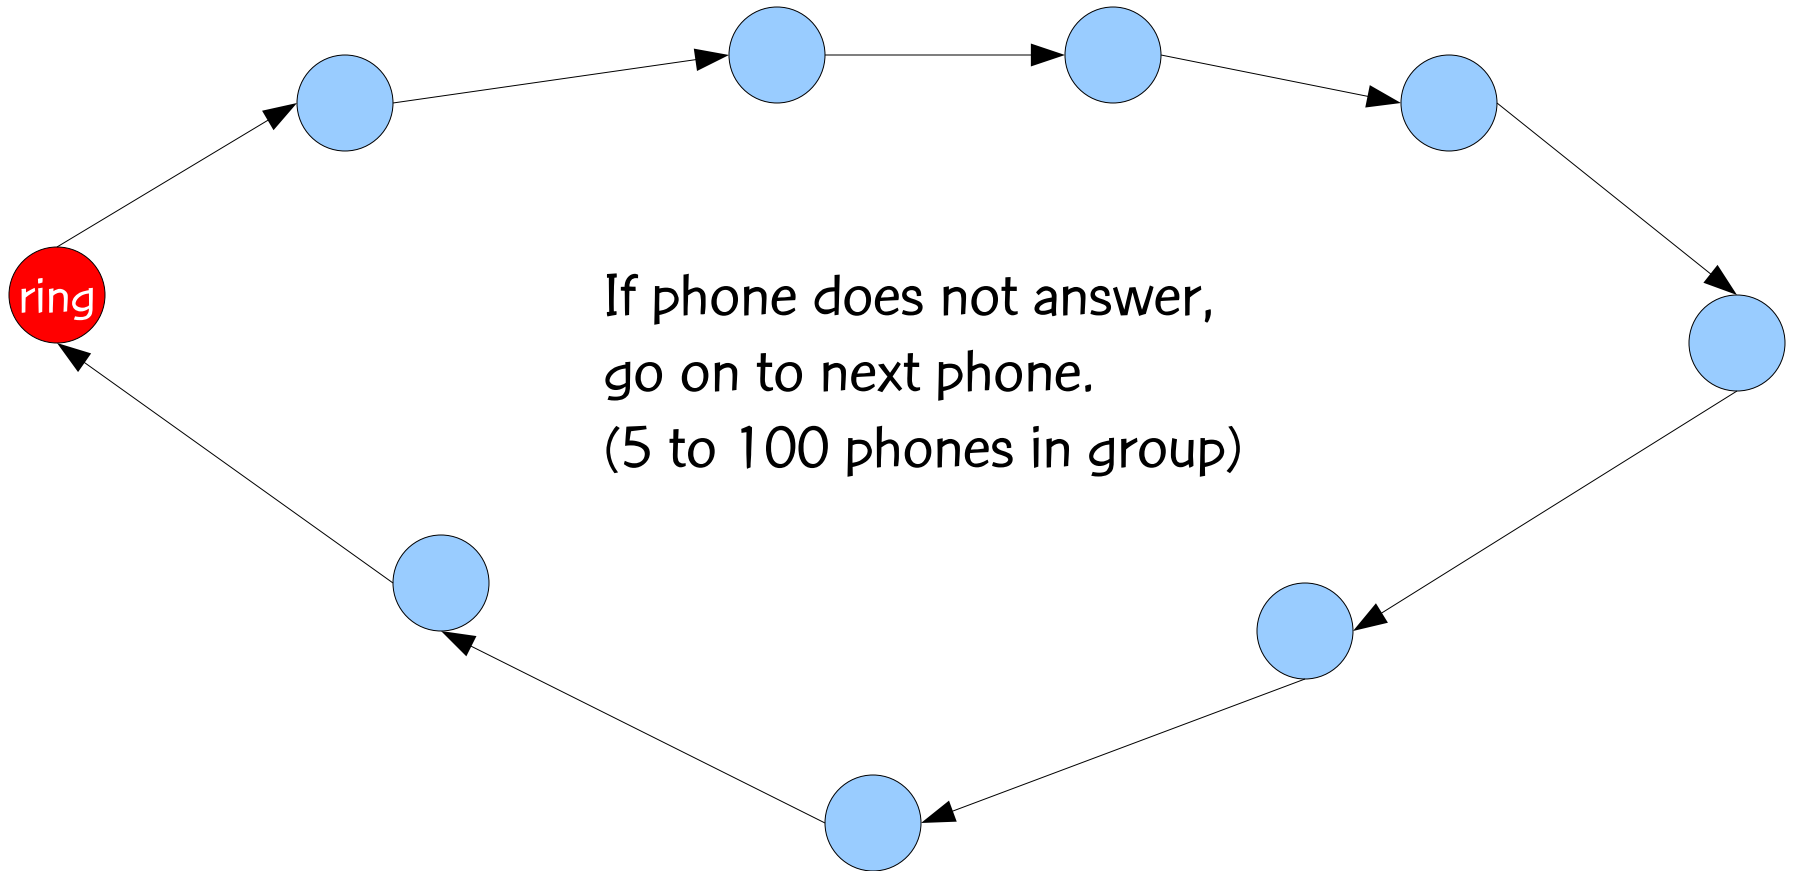 ring
If phone does not answer,
go on to next phone.
(5 to 100 phones in group)